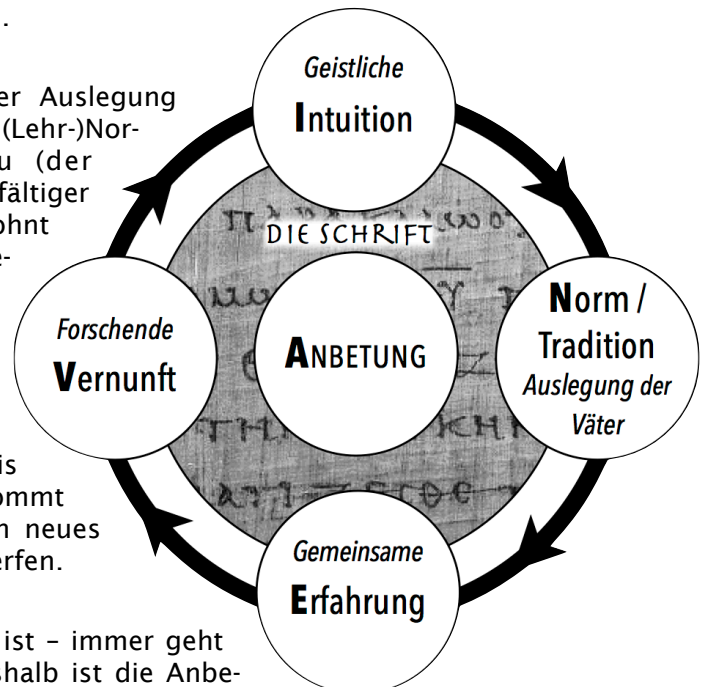 .
er Auslegung
(Lehr-)Nor-
u (der
fältiger
ohnt
e-
is
ommt
n neues
erfen.
ist – immer geht
shalb ist die Anbe-
Geistliche
Intuition
DIE SCHRIFT
Norm /
Tradition
Auslegung der
Väter
ANBETUNG
Forschende
Vernunft
Gemeinsame
Erfahrung